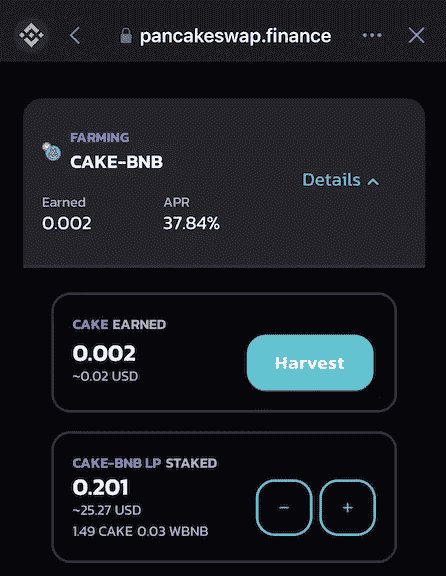 pancakeswap.finance
FARMING
CAKE-BNB
Details
Earned
APR
0.002
37.84%
CAKE EARNED
0.002
~0.02 USD
Harvest
CAKE-BNB LP STAKED
0.201
~25.27 USD
1.49 CAKE 0.03 WBNB